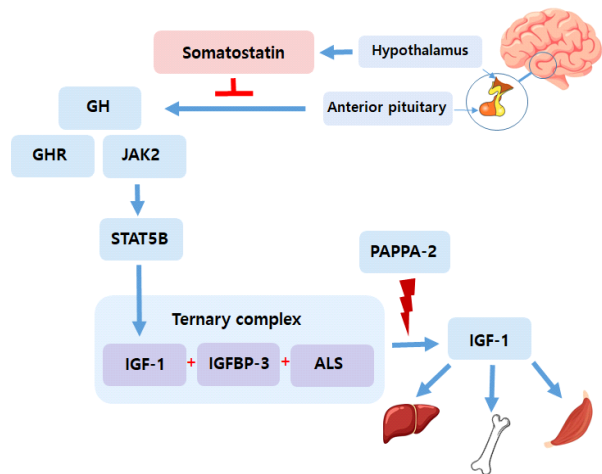 Somatostatin
Hypothalamus
GH
Anterior pituitary
GHR
JAK2
STAT5B
PAPPA-2
Ternary complex
IGF-1 + IGFBP-3 + ALS
IGF-1